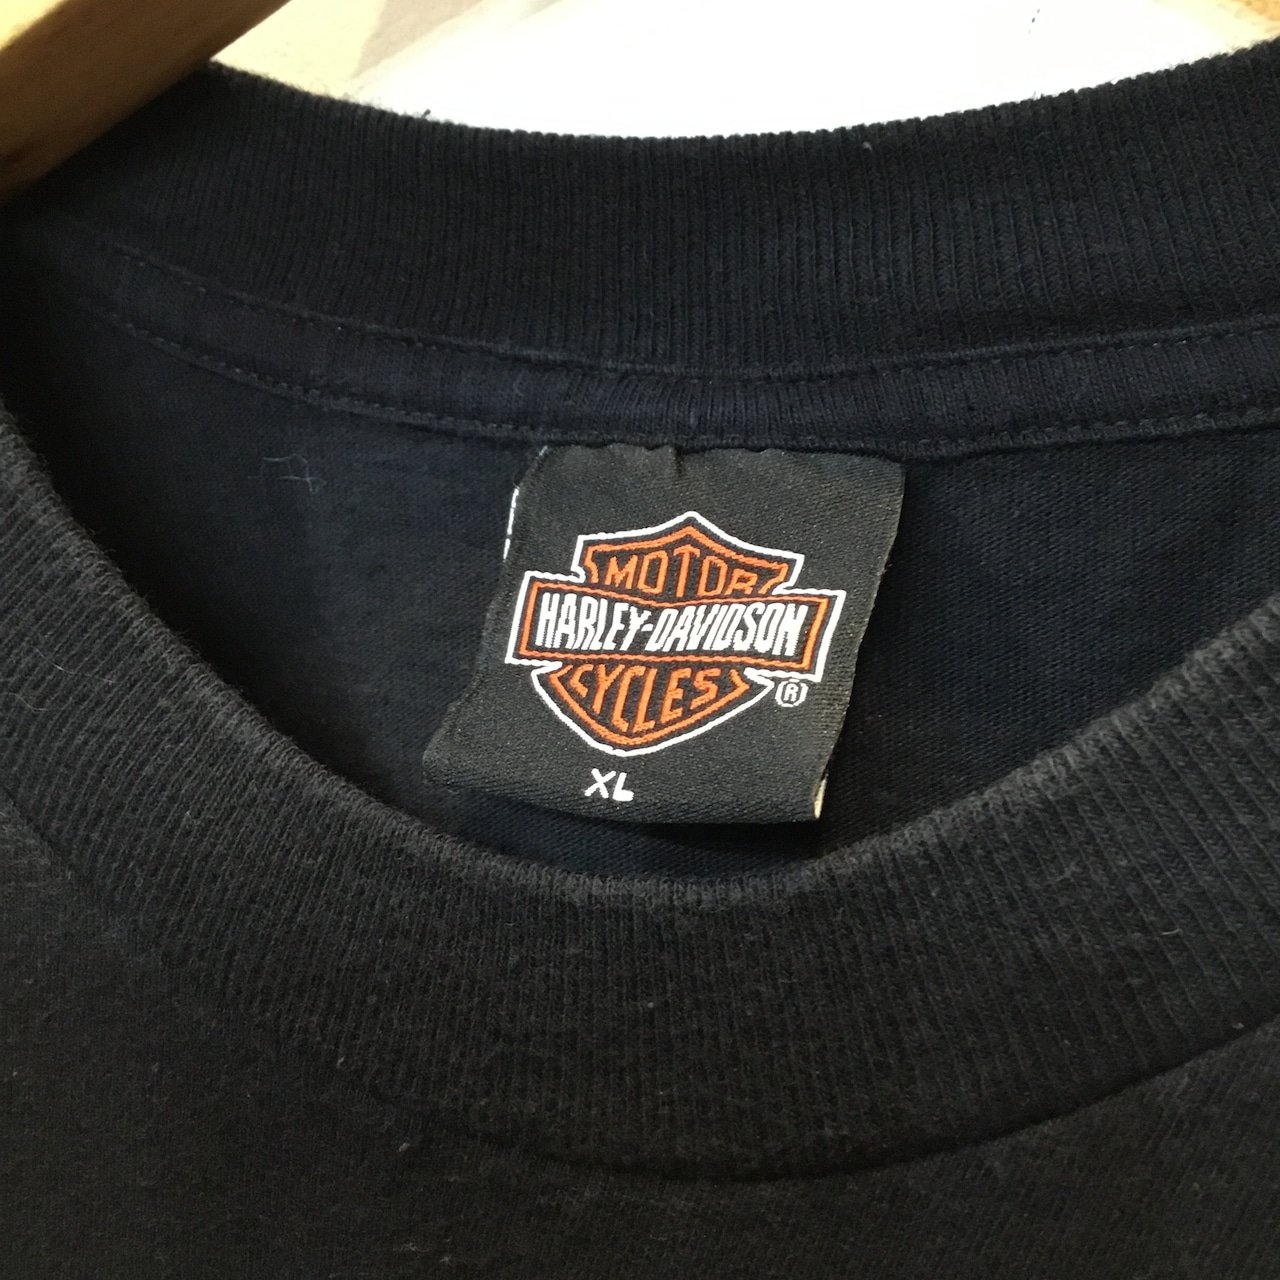 MOTOR
HARLEY-DAVIDSON
CYCLES
®
XL